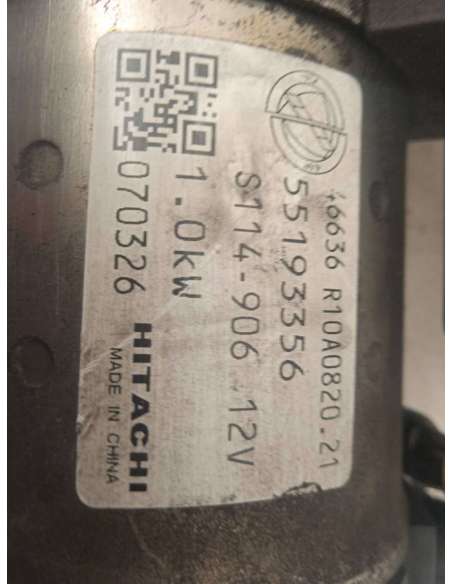 46636 R10A0820.21
55193356
S114-906 12V
1.0kW
070326 HITACHI
MADE IN CHINA